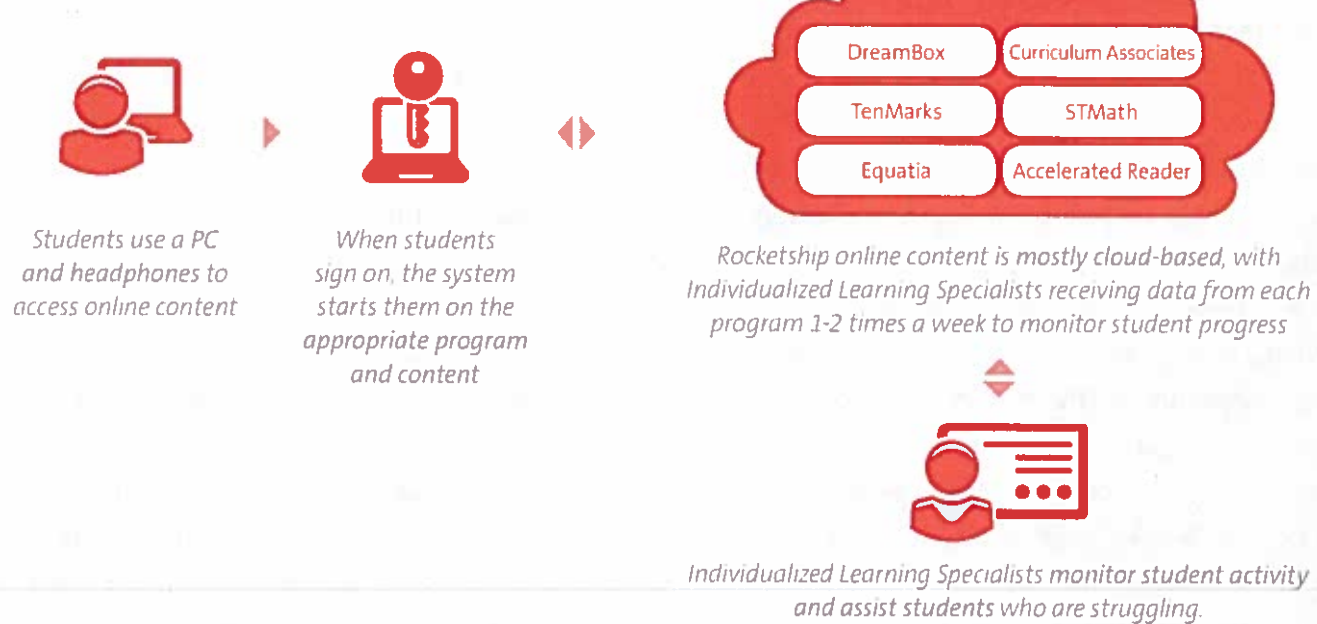 DreamBox
Curriculum Associates
TenMarks
STMath
Equatia
Accelerated Reader
Students use a PC
and headphones to
access online content
When students
sign on, the system
starts them on the
appropriate program
and content
Rocketship online content is mostly cloud-based, with
Individualized Learning Specialists receiving data from each
program 1-2 times a week to monitor student progress
Individualized Learning Specialists monitor student activity
and assist students who are struggling.